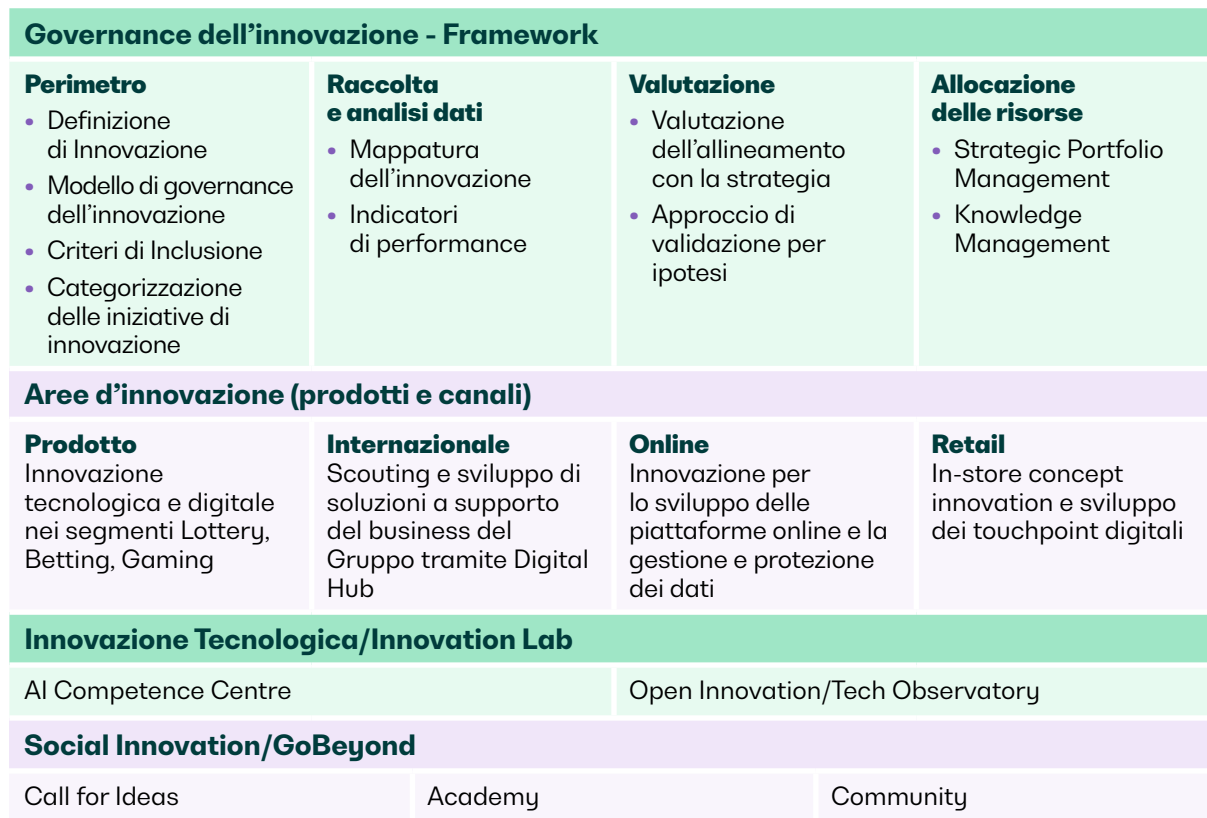 Governance dell’innovazione - Framework
Perimetro
• Definizione
di Innovazione
• Modello di governance
dell’innovazione
• Criteri di Inclusione
• Categorizzazione
delle iniziative di
innovazione
Raccolta
e analisi dati
• Mappatura
dell’innovazione
• Indicatori
di performance
Valutazione
• Valutazione
dell’allineamento
con la strategia
• Approccio di
validazione per
ipotesi
Allocazione
delle risorse
• Strategic Portfolio
Management
• Knowledge
Management
Aree d’innovazione (prodotti e canali)
Prodotto
Innovazione
tecnologica e digitale
nei segmenti Lottery,
Betting, Gaming
Internazionale
Scouting e sviluppo di
soluzioni a supporto
del business del
Gruppo tramite Digital
Hub
Online
Innovazione per
lo sviluppo delle
piattaforme online e la
gestione e protezione
dei dati
Retail
In-store concept
innovation e sviluppo
dei touchpoint digitali
Innovazione Tecnologica/Innovation Lab
AI Competence Centre
Open Innovation/Tech Observatory
Social Innovation/GoBeyond
Call for Ideas
Academy
Community